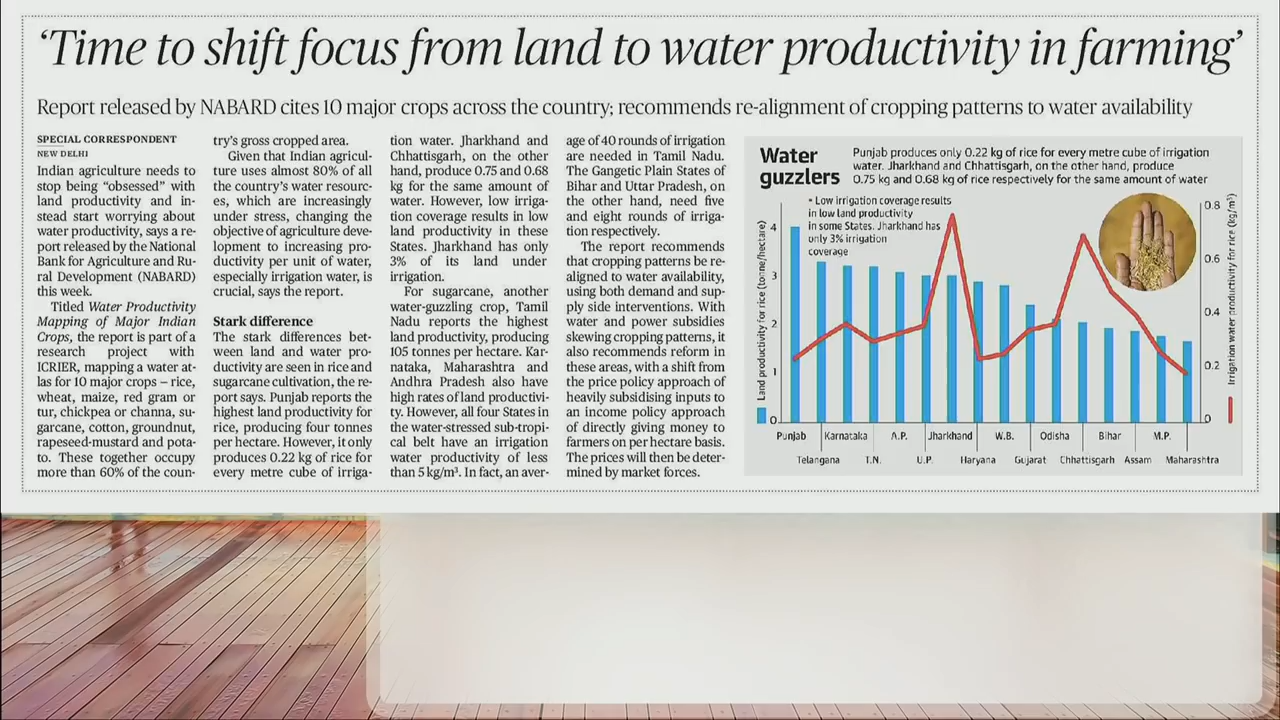 ‘Time to shift focus from land to water productivity in farming’
Report released by NABARD cites 10 major crops across the country; recommends re-alignment of cropping patterns to water availability
SPECIAL CORRESPONDENT
NEW DELHI
Indian agriculture needs to
stop being “obsessed” with
land productivity and in-
stead start worrying about
water productivity, says a re-
port released by the National
Bank for Agriculture and Ru-
ral Development (NABARD)
this week.
Titled Water Productivity
Mapping of Major Indian
Crops, the report is part of a
research project with
ICRIER, mapping a water at-
las for 10 major crops – rice,
wheat, maize, red gram or
tur, chickpea or channa, su-
garcane, cotton, groundnut,
rapeseed-mustard and pota-
to. These together occupy
more than 60% of the coun-
try’s gross cropped area.
Given that Indian agricul-
ture uses almost 80% of all
the country’s water resourc-
es, which are increasingly
under stress, changing the
objective of agriculture deve-
lopment to increasing pro-
ductivity per unit of water,
especially irrigation water, is
crucial, says the report.
Stark difference
The stark differences bet-
ween land and water pro-
ductivity are seen in rice and
sugarcane cultivation, the re-
port says. Punjab reports the
highest land productivity for
rice, producing four tonnes
per hectare. However, it only
produces 0.22 kg of rice for
every metre cube of irriga-
tion water. Jharkhand and
Chhattisgarh, on the other
hand, produce 0.75 and 0.68
kg for the same amount of
water. However, low irriga-
tion coverage results in low
land productivity in these
States. Jharkhand has only
3% of its land under
irrigation.
For sugarcane, another
water-guzzling crop, Tamil
Nadu reports the highest
land productivity, producing
105 tonnes per hectare. Kar-
nataka, Maharashtra and
Andhra Pradesh also have
high rates of land productivi-
ty. However, all four States in
the water-stressed sub-tropi-
cal belt have an irrigation
water productivity of less
than 5 kg/m³. In fact, an aver-
age of 40 rounds of irrigation
are needed in Tamil Nadu.
The Gangetic Plain States of
Bihar and Uttar Pradesh, on
the other hand, need five
and eight rounds of irriga-
tion respectively.
The report recommends
that cropping patterns be re-
aligned to water availability,
using both demand and sup-
ply side interventions. With
water and power subsidies
skewing cropping patterns, it
also recommends reform in
these areas, with a shift from
the price policy approach of
heavily subsidising inputs to
an income policy approach
of directly giving money to
farmers on per hectare basis.
The prices will then be deter-
mined by market forces.
Water
guzzlers
Punjab produces only 0.22 kg of rice for every metre cube of irrigation
water. Jharkhand and Chhattisgarh, on the other hand, produce
0.75 kg and 0.68 kg of rice respectively for the same amount of water
• Low irrigation coverage results
in low land productivity
in some States. Jharkhand has
only 3% irrigation
coverage
Land productivity for rice (tonne/hectare)
4
3
2
1
0
0.8
0.6
0.4
0.2
0
Irrigation water productivity for rice (kg/m³)
Punjab Karnataka A.P. Jharkhand W.B. Odisha Bihar M.P.
Telangana T.N. U.P. Haryana Gujarat Chhattisgarh Assam Maharashtra